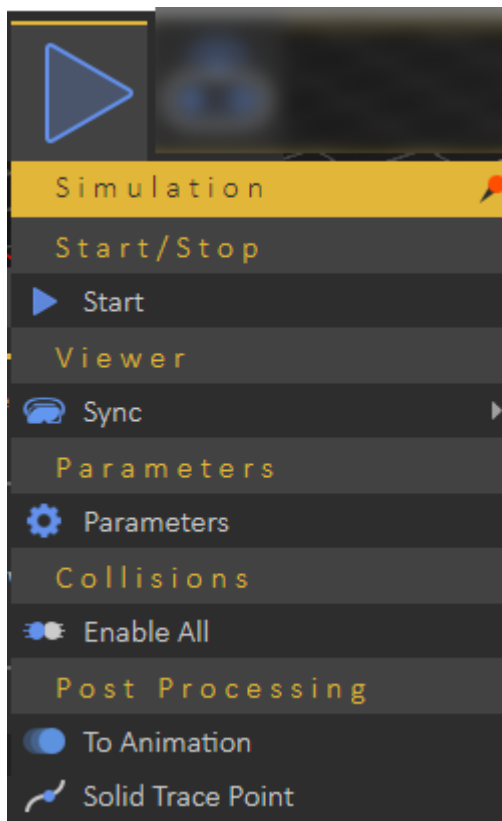 Simulation
Start/Stop
Start
Viewer
Sync
Parameters
Parameters
Collisions
Enable All
Post Processing
To Animation
Solid Trace Point